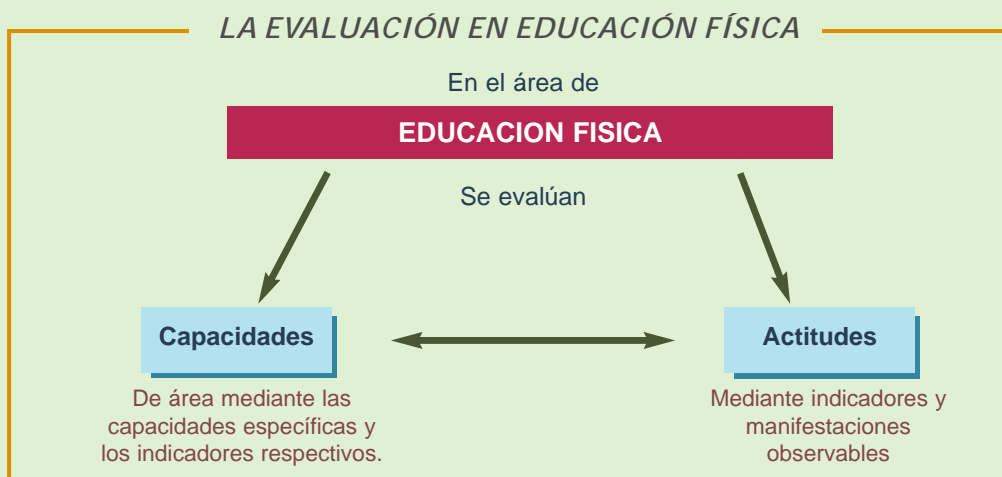 LA EVALUACIÓN EN EDUCACIÓN FÍSICA
En el área de
EDUCACION FISICA
Se evalúan
Capacidades
De área mediante las
capacidades específicas y
los indicadores respectivos.
Actitudes
Mediante indicadores y
manifestaciones
observables